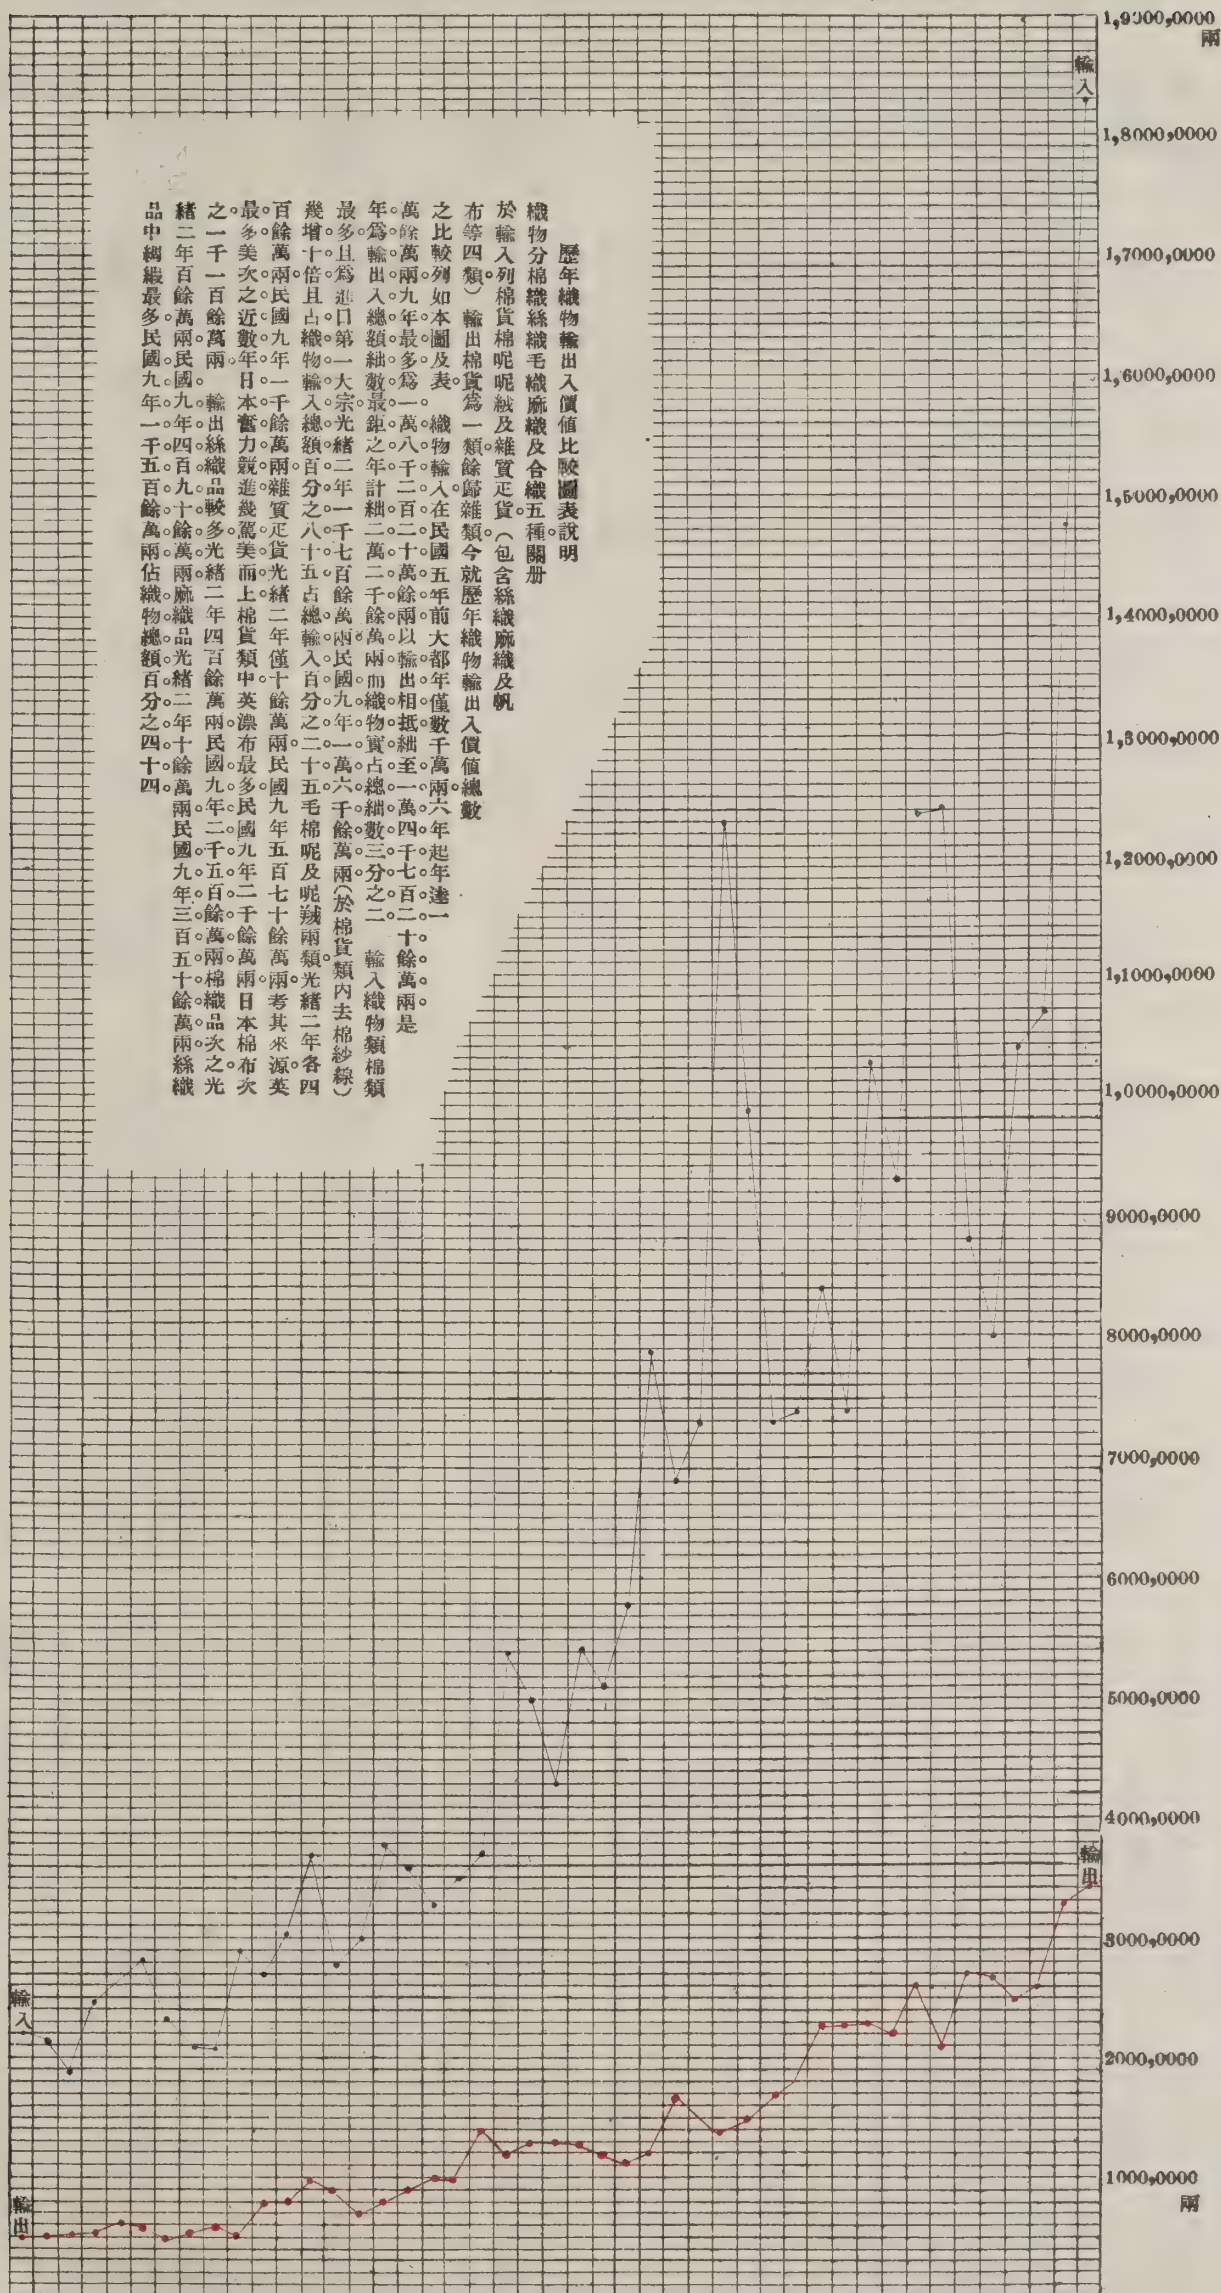 歷年織物輸出入價值比較圖表說明
織物分棉織絲織毛織麻織及合織五種關册
於輸入列棉貨棉呢呢絨及雜質疋貨。(包含絲織麻織及帆
布等四類)輸出棉貨爲一類餘歸雜類。今就歷年織物輸出入價值總數
之比較列如本圖及表。 織物輸入在民國五年前大都年僅數千萬兩。六年起年達一
萬餘萬兩。九年最多爲一萬八千二百二十萬餘兩。以輸出相抵。絀至一萬四千七百二十餘萬兩。是
年爲輸出入總額絀數最鉅之年。計絀二萬二千餘萬兩。而織物實占總絀數三分之二。 輸入織物類棉類
最多。且爲進口第一大宗。光緒二年一千七百餘萬兩。民國九年一萬六千餘萬兩。(於棉貨類內去棉紗線)
幾增十倍。且占織物輸入總額百分之八十五。占總輸入百分之二十五。毛棉呢及呢羢兩類光緒二年各四
百餘萬兩。民國九年一千餘萬兩。雜質疋貨光緒二年僅十餘萬兩。民國九年五百七十餘萬兩。考其來源英
最多。美次之。近數年日本奮力競進。幾駕美而上。棉貨類中英漂布最多。民國九年二千餘萬兩。日本棉布次
之。一千一百餘萬兩。 輸出絲織品較多。光緒二年四百餘萬兩。民國九年二千五百餘萬兩。棉織品次之。光
緒二年百餘萬兩。民國九年四百九十餘萬兩。麻織品光緒二年十餘萬兩。民國九年三百五十餘萬兩。絲織
品中綢緞最多。民國九年一千五百餘萬兩。佔織物總額百分之四十四。
1,9000,0000
兩
輸入
1,8000,0000
1,7000,0000
1,6000,0000
1,5000,0000
1,4000,0000
1,3000,0000
1,2000,0000
1,1000,0000
1,0000,0000
9000,0000
8000,0000
7000,0000
6000,0000
5000,0000
4000,0000
輸出
3000,0000
輸入
2000,0000
1000,0000
兩
輸出